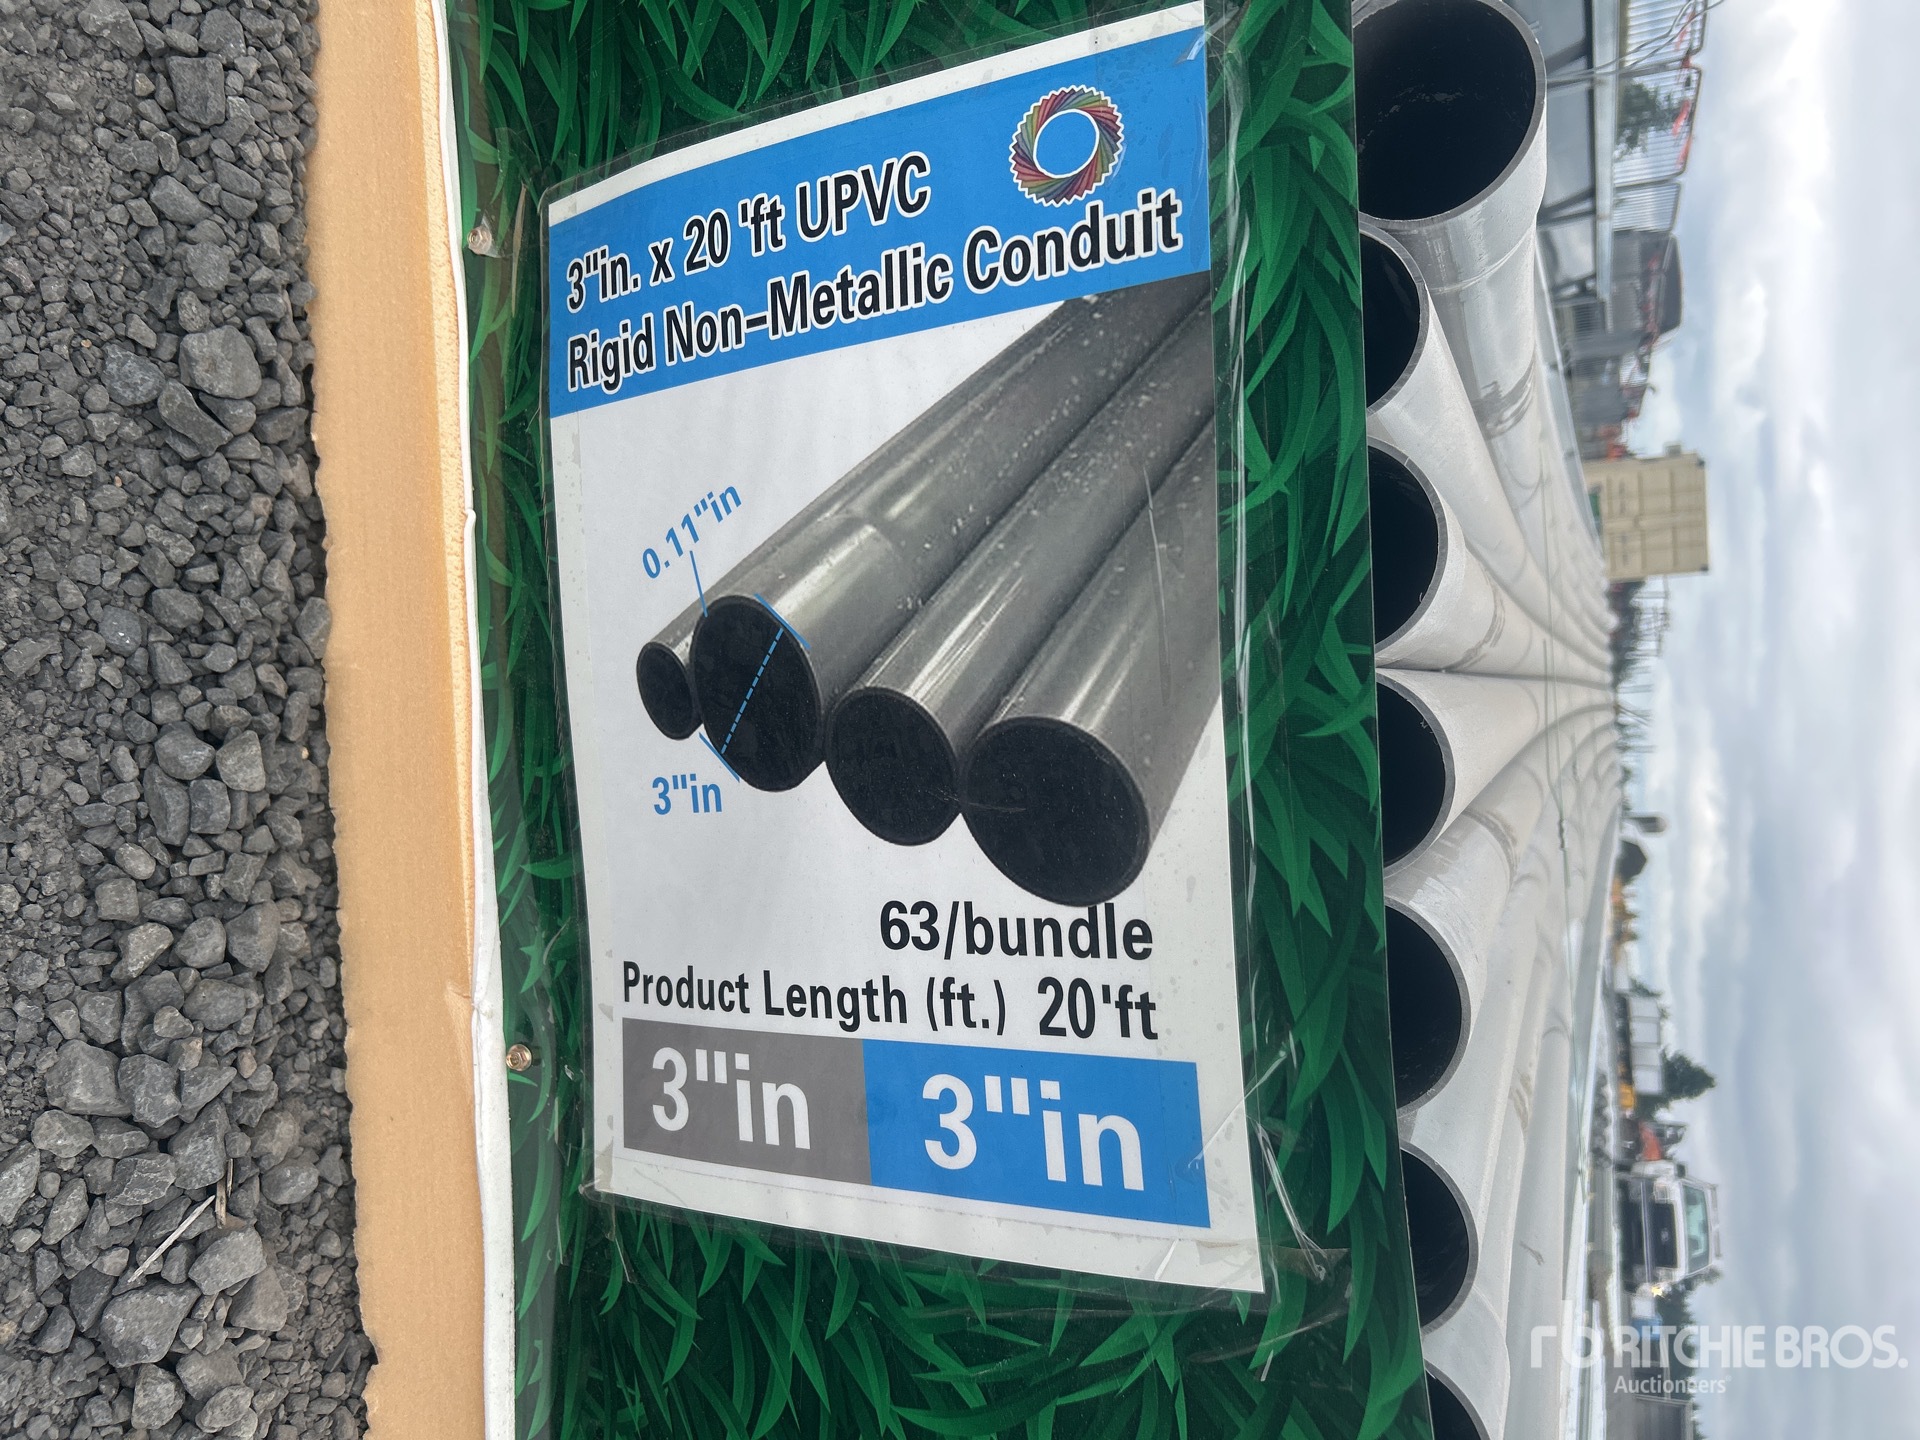 3"in. x 20 'ft UPVC
Rigid Non-Metallic Conduit
0.11"in
3"in
63/bundle
Product Length (ft.) 20'ft
3"in 3"in
rb RITCHIE BROS.
Auctioneers